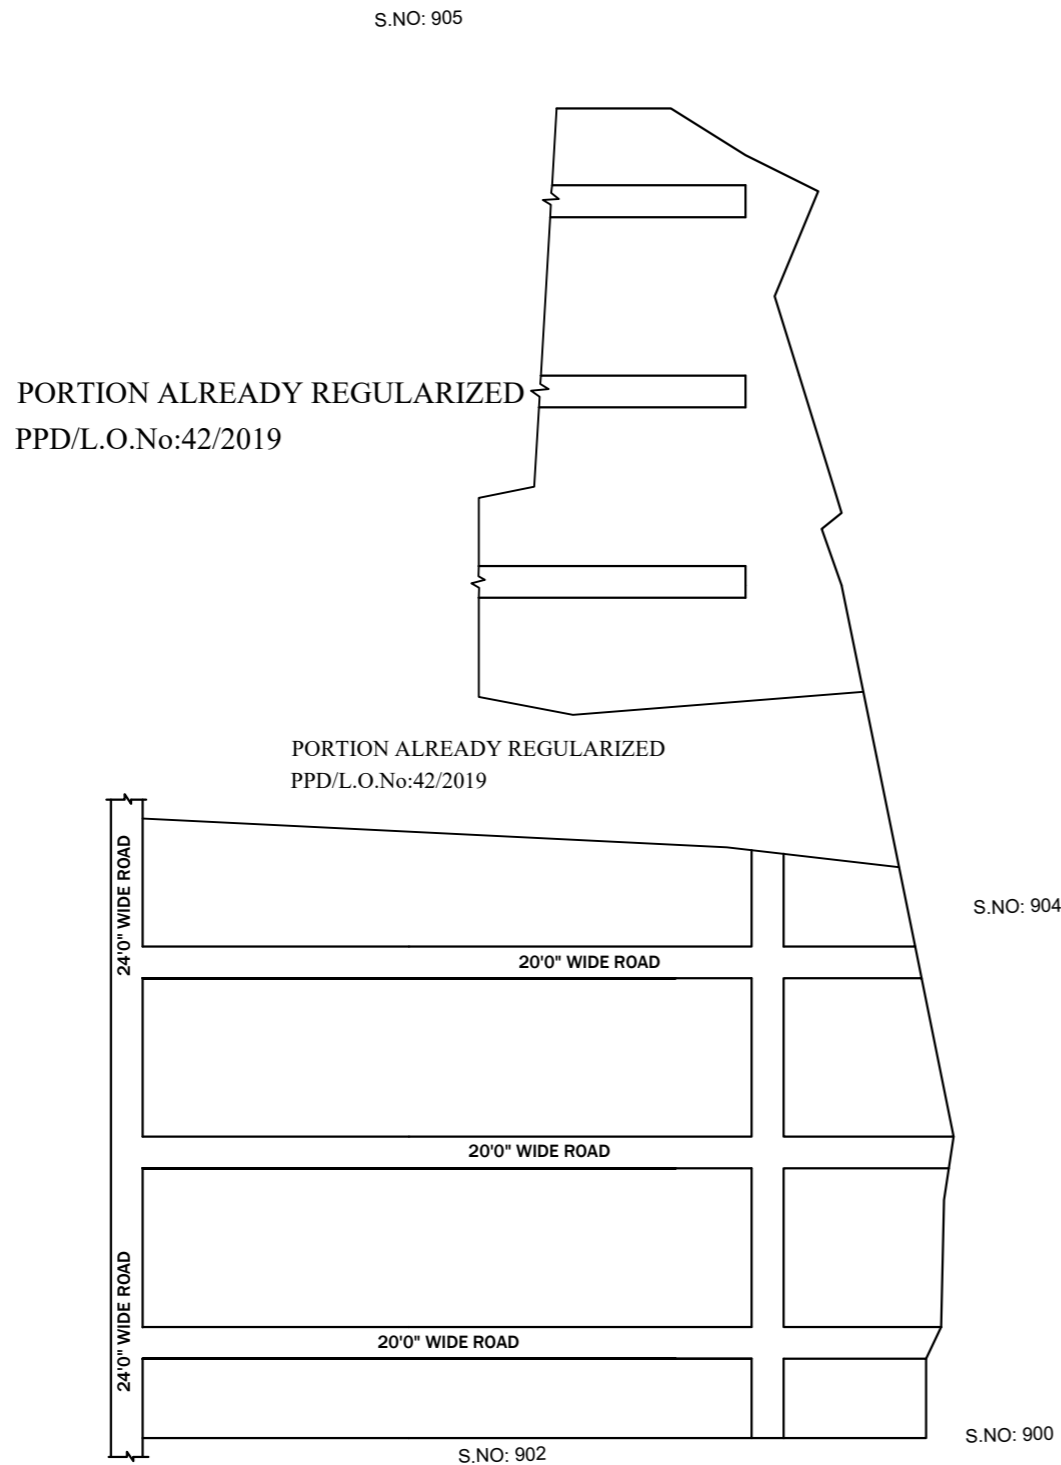 S.NO: 905
PORTION ALREADY REGULARIZED
PPD/L.O.No:42/2019
PORTION ALREADY REGULARIZED
PPD/L.O.No:42/2019
24'0" WIDE ROAD
S.NO: 904
20'0" WIDE ROAD
20'0" WIDE ROAD
24'0" WIDE ROAD
20'0" WIDE ROAD
S.NO: 900
S.NO: 902